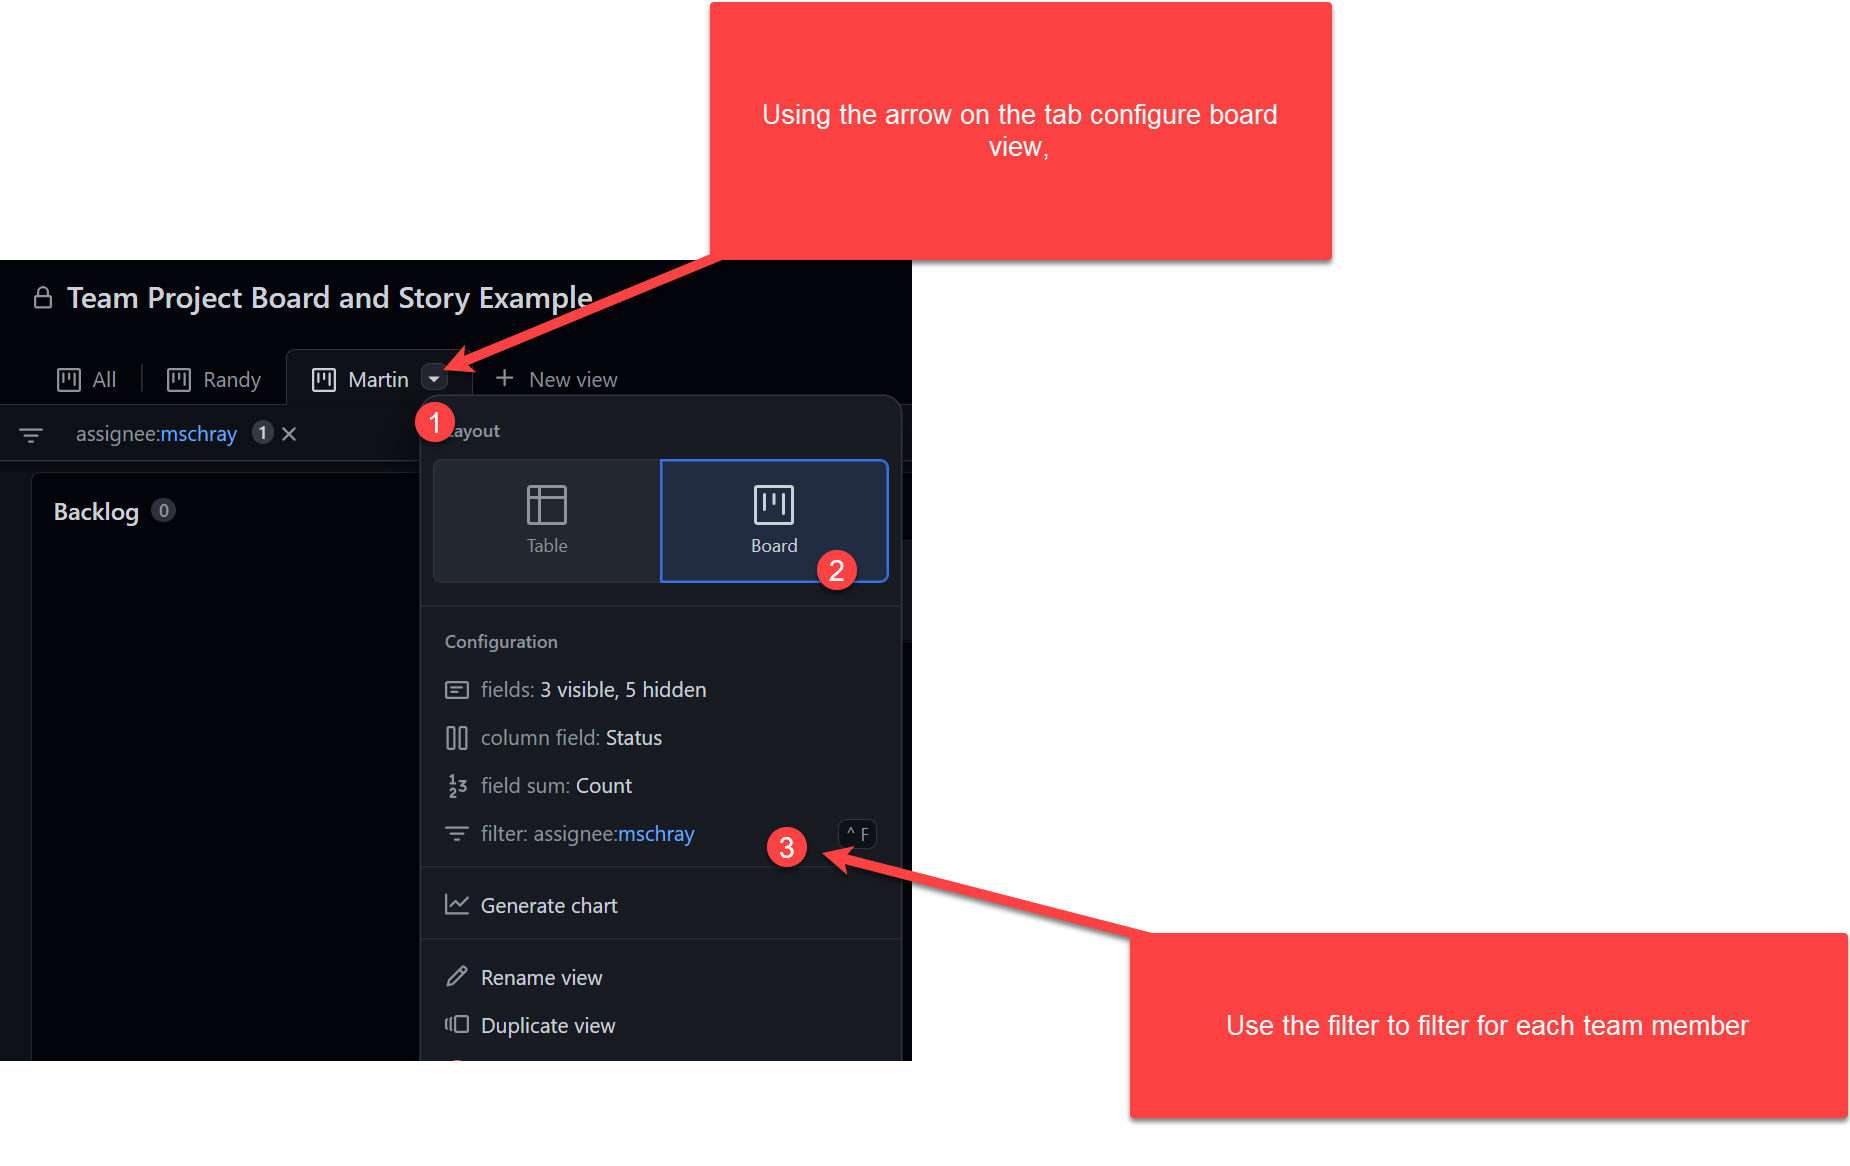 Using the arrow on the tab configure board
view,
Team Project Board and Story Example
All
Randy
Martin
New view
assignee:mschray 1
1
Layout
Backlog 0
Table
Board
2
Configuration
fields: 3 visible, 5 hidden
column field: Status
field sum: Count
filter: assignee:mschray
3
^ F
Generate chart
Rename view
Duplicate view
Use the filter to filter for each team member